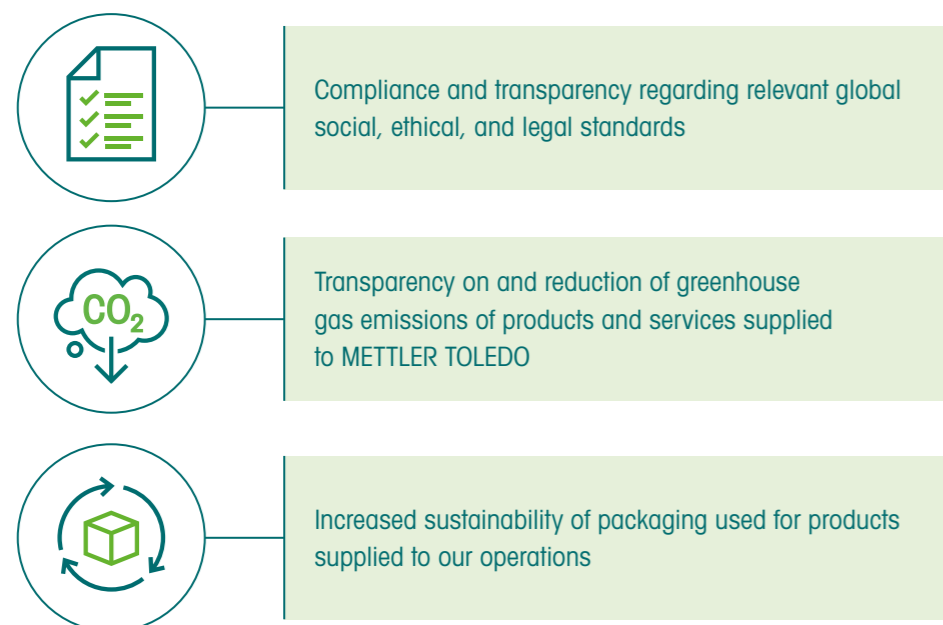 Compliance and transparency regarding relevant global
social, ethical, and legal standards
CO₂
Transparency on and reduction of greenhouse
gas emissions of products and services supplied
to METTLER TOLEDO
Increased sustainability of packaging used for products
supplied to our operations